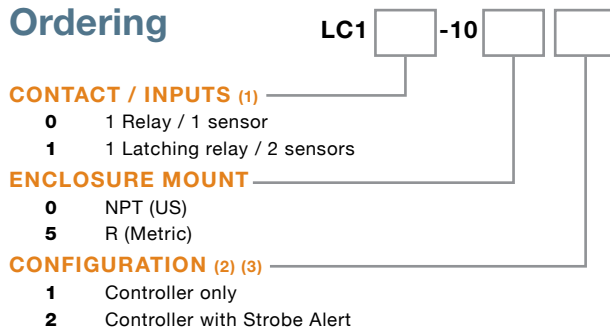 Ordering LC1 -10
CONTACT / INPUTS (1)
0 1 Relay / 1 sensor
1 1 Latching relay / 2 sensors
ENCLOSURE MOUNT
0 NPT (US)
5 R (Metric)
CONFIGURATION (2) (3)
1 Controller only
2 Controller with Strobe Alert